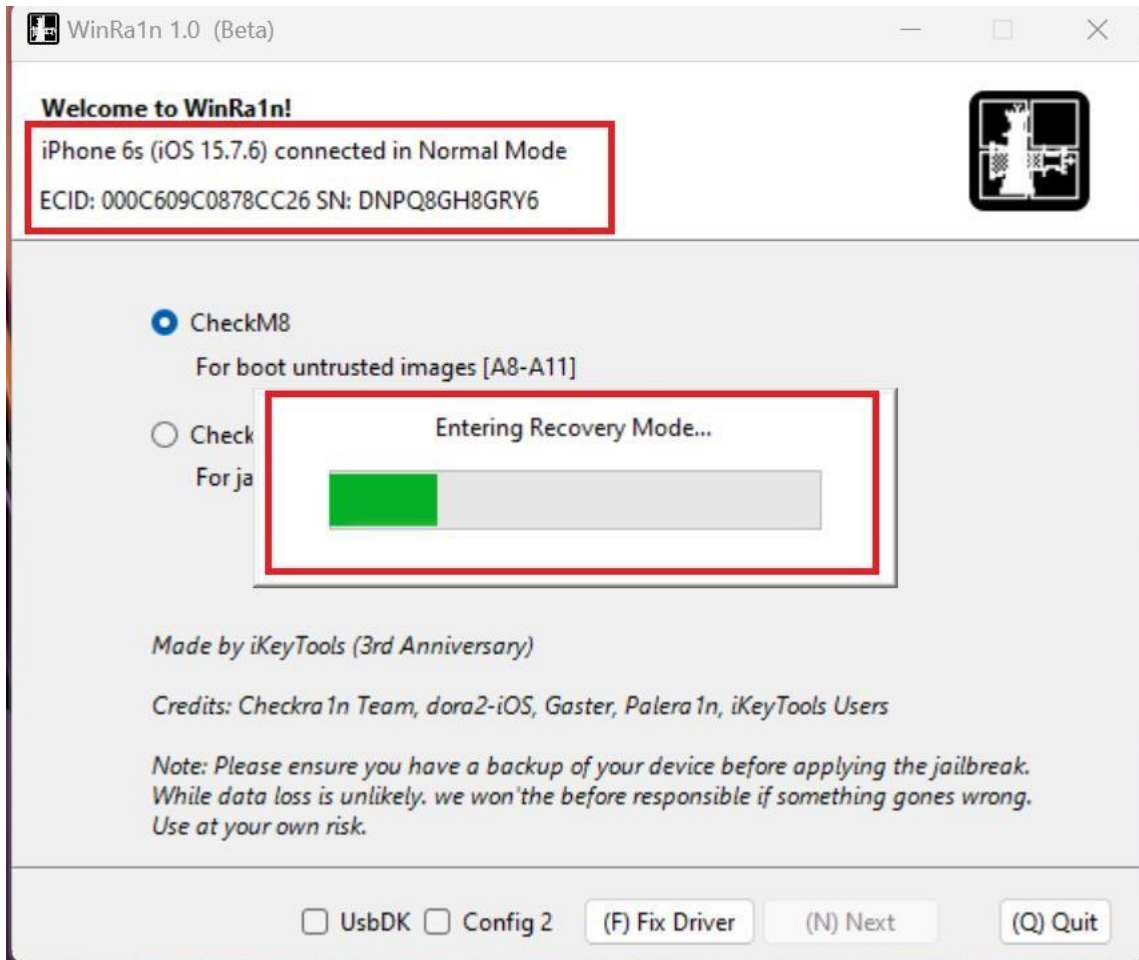 WinRa1n 1.0 (Beta)
Welcome to WinRa1n!
iPhone 6s (iOS 15.7.6) connected in Normal Mode
ECID: 000C609C0878CC26 SN: DNPQ8GH8GRY6
CheckM8
For boot untrusted images [A8-A11]
Check
For ja
Entering Recovery Mode...
Made by iKeyTools (3rd Anniversary)
Credits: Checkra1n Team, dora2-iOS, Gaster, Palera1n, iKeyTools Users
Note: Please ensure you have a backup of your device before applying the jailbreak.
While data loss is unlikely. we won'the before responsible if something gones wrong.
Use at your own risk.
UsbDK Config 2 (F) Fix Driver (N) Next (Q) Quit